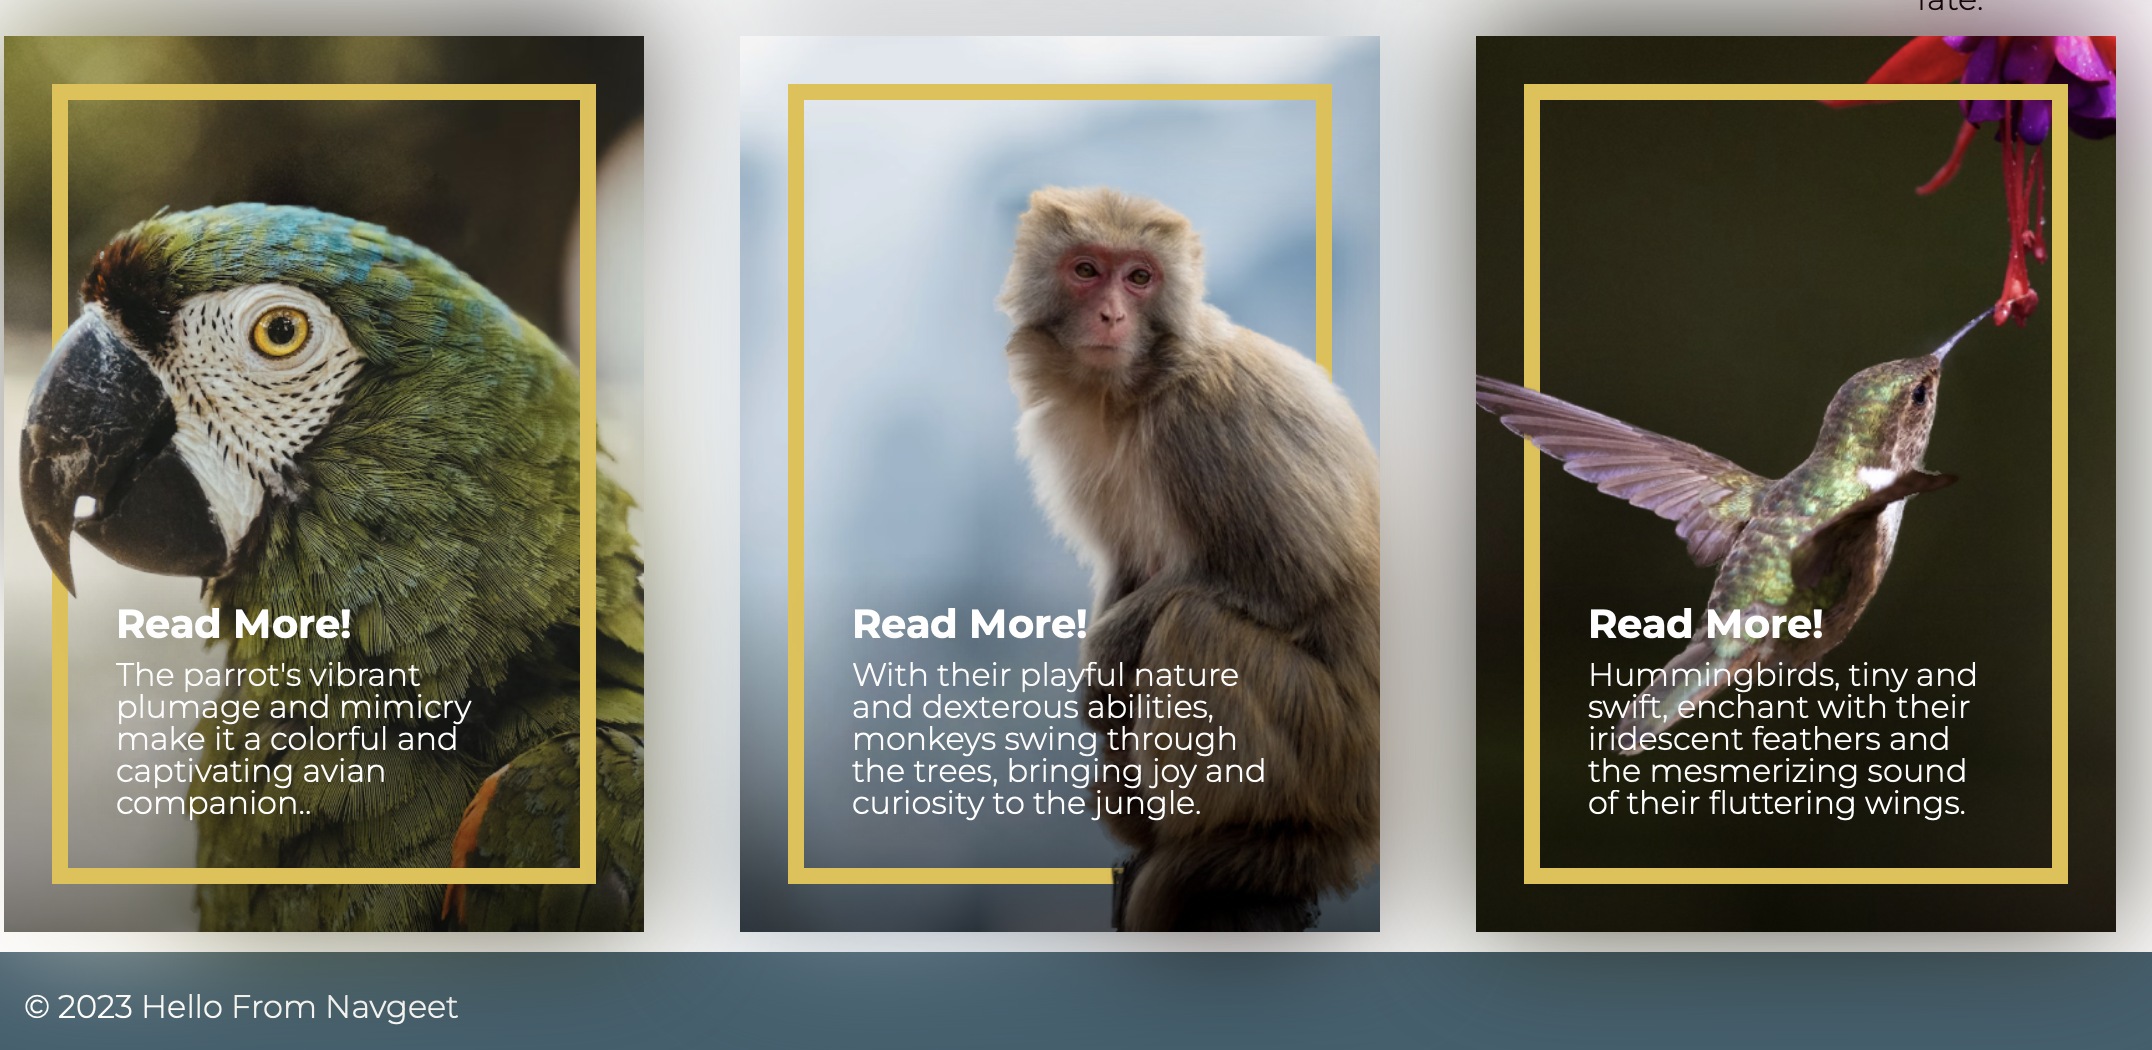 rate.
Read More!
The parrot's vibrant
plumage and mimicry
make it a colorful and
captivating avian
companion..
Read More!
With their playful nature
and dexterous abilities,
monkeys swing through
the trees, bringing joy and
curiosity to the jungle.
Read More!
Hummingbirds, tiny and
swift, enchant with their
iridescent feathers and
the mesmerizing sound
of their fluttering wings.
© 2023 Hello From Navgeet